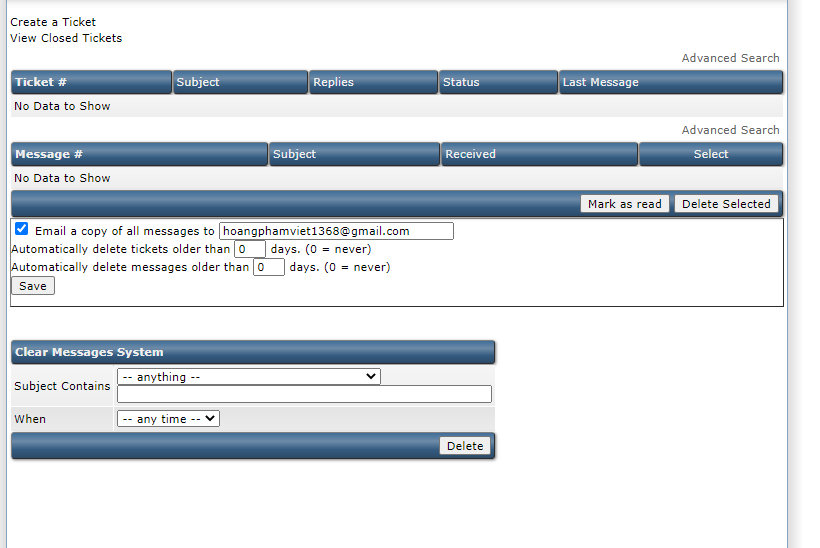 Create a Ticket
View Closed Tickets
Advanced Search
Ticket # Subject Replies Status Last Message
No Data to Show
Advanced Search
Message # Subject Received Select
No Data to Show
Mark as read Delete Selected
Email a copy of all messages to hoangphamviet1368@gmail.com
Automatically delete tickets older than 0 days. (0 = never)
Automatically delete messages older than 0 days. (0 = never)
Save
Clear Messages System
Subject Contains -- anything --
When -- any time --
Delete